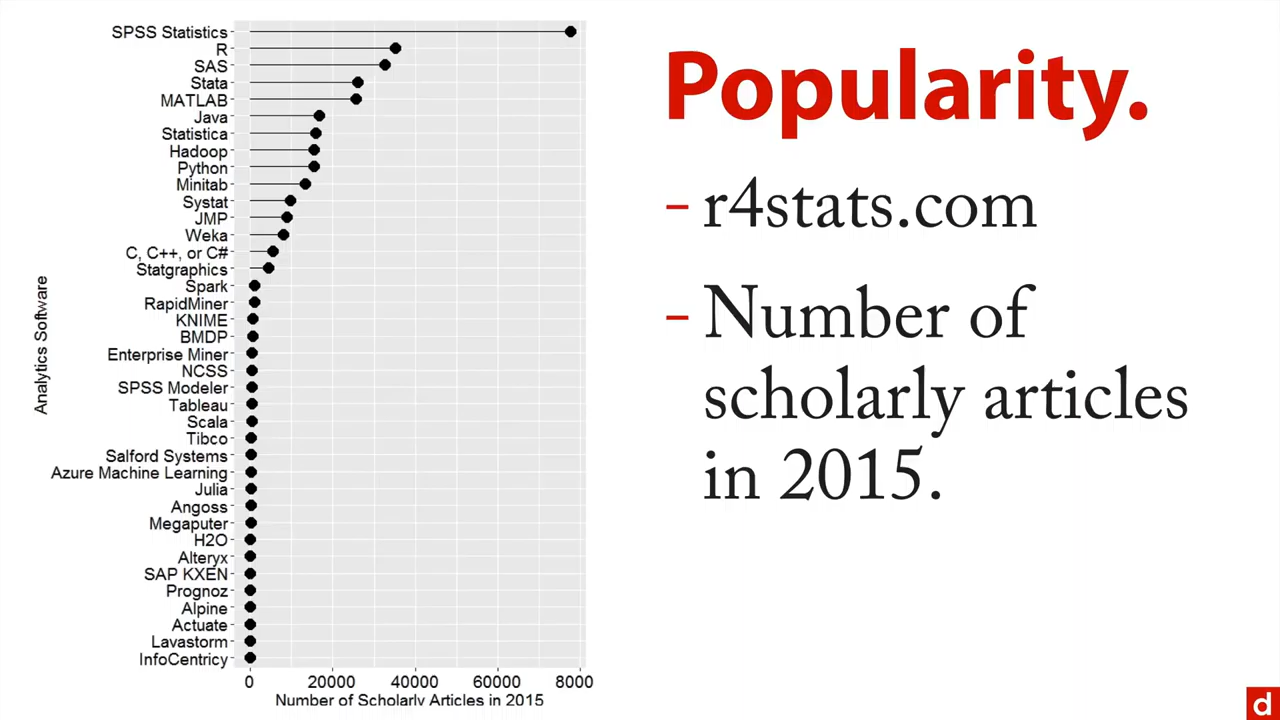 SPSS Statistics
R
SAS
Stata
MATLAB
Java
Statistica
Hadoop
Python
Minitab
Systat
JMP
Weka
C, C++, or C#
Statgraphics
Spark
RapidMiner
KNIME
BMDP
Enterprise Miner
NCSS
SPSS Modeler
Tableau
Scala
Tibco
Salford Systems
Azure Machine Learning
Julia
Angoss
Megaputer
H2O
Alteryx
SAP KXEN
Prognoz
Alpine
Actuate
Lavastorm
InfoCentricy
Analytics Software
0 20000 40000 60000 8000
Number of Scholarly Articles in 2015
Popularity.
- r4stats.com
- Number of
scholarly articles
in 2015.
d